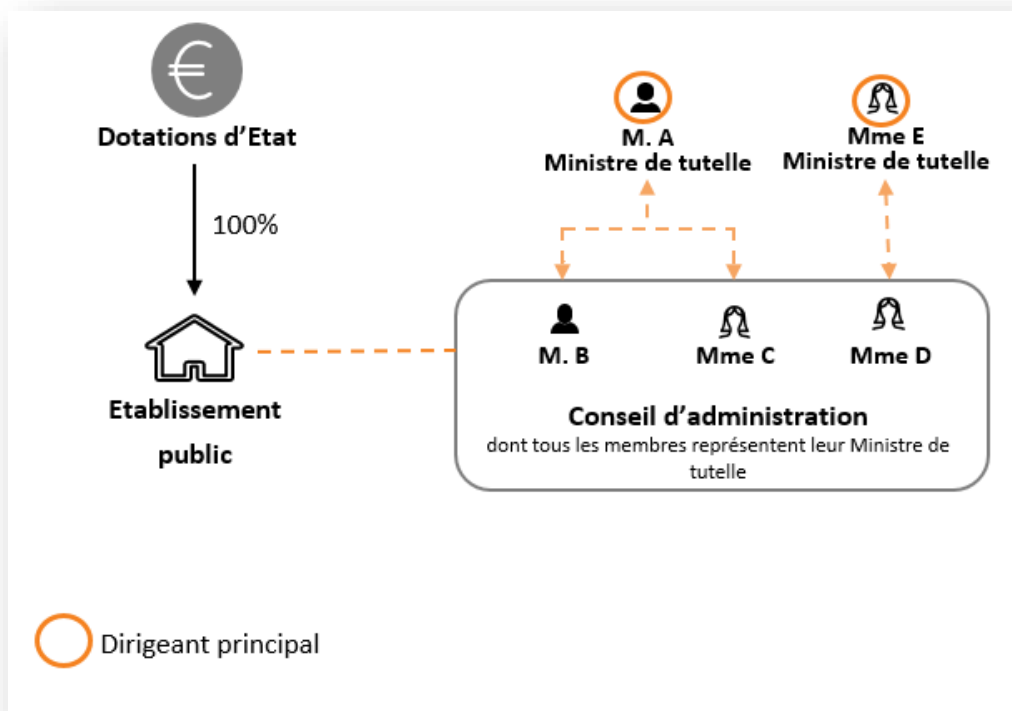 €
Dotations d'Etat
100%
Etablissement
public
M. A
Ministre de tutelle
Mme E
Ministre de tutelle
M. B
Mme C
Mme D
Conseil d'administration
dont tous les membres représentent leur Ministre de
tutelle
Dirigeant principal